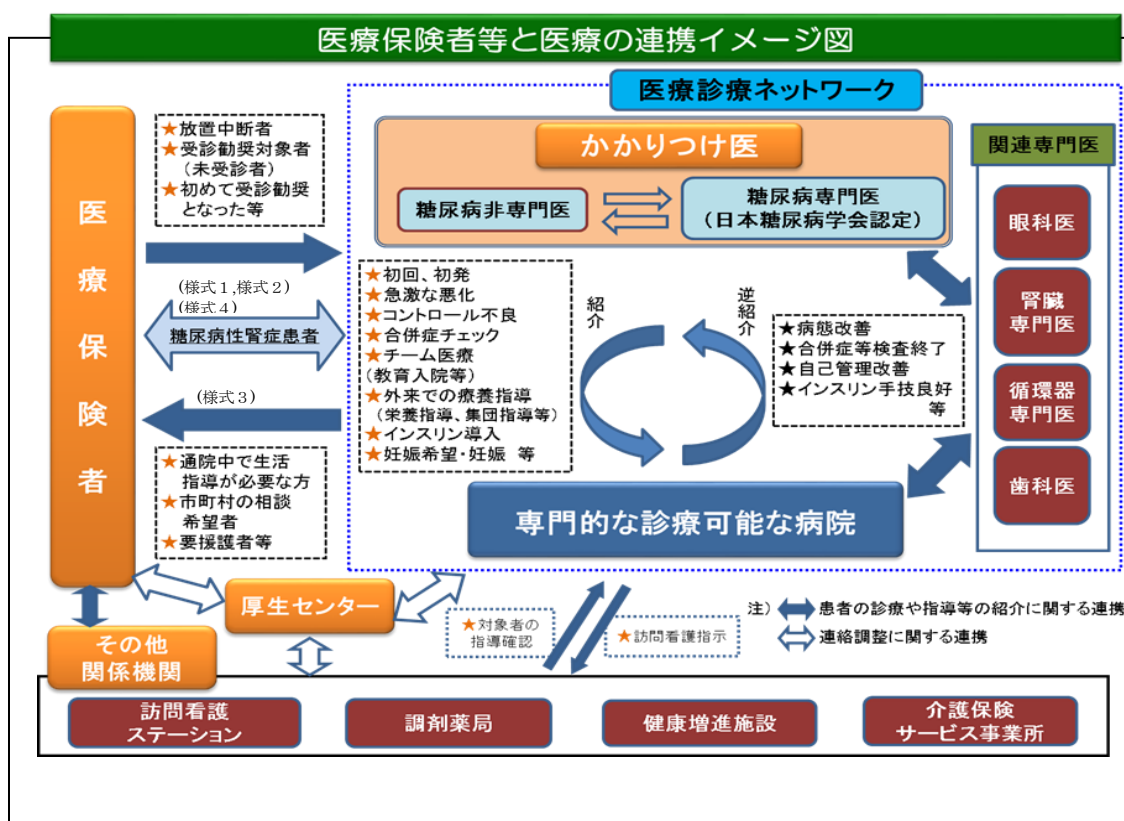 医療保険者等と医療の連携イメージ図
医療診療ネットワーク
医
療
保
険
者
★放置中断者
★受診勧奨対象者
（未受診者）
★初めて受診勧奨
となった等
(様式１,様式２)
(様式４)
糖尿病性腎症患者
(様式３)
★通院中で生活
指導が必要な方
★市町村の相談
希望者
★要援護者等
かかりつけ医
糖尿病非専門医
糖尿病専門医
（日本糖尿病学会認定）
★初回、初発
★急激な悪化
★コントロール不良
★合併症チェック
★チーム医療
（教育入院等）
★外来での療養指導
（栄養指導、集団指導等）
★インスリン導入
★妊娠希望・妊娠 等
紹介
逆紹介
★病態改善
★合併症等検査終了
★自己管理改善
★インスリン手技良好
等
専門的な診療可能な病院
関連専門医
眼科医
腎臓
専門医
循環器
専門医
歯科医
厚生センター
★対象者の
指導確認
★訪問看護指示
注）
患者の診療や指導等の紹介に関する連携
連絡調整に関する連携
その他
関係機関
訪問看護
ステーション
調剤薬局
健康増進施設
介護保険
サービス事業所